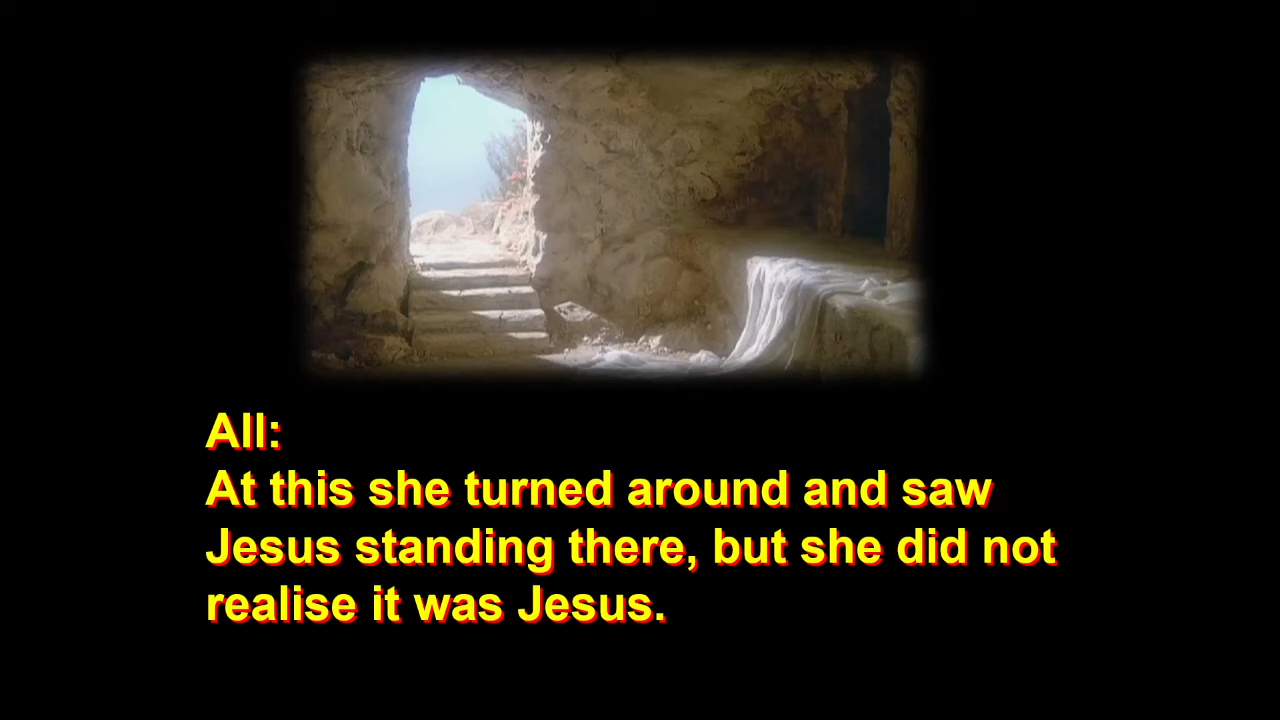 All:
At this she turned around and saw
Jesus standing there, but she did not
realise it was Jesus.